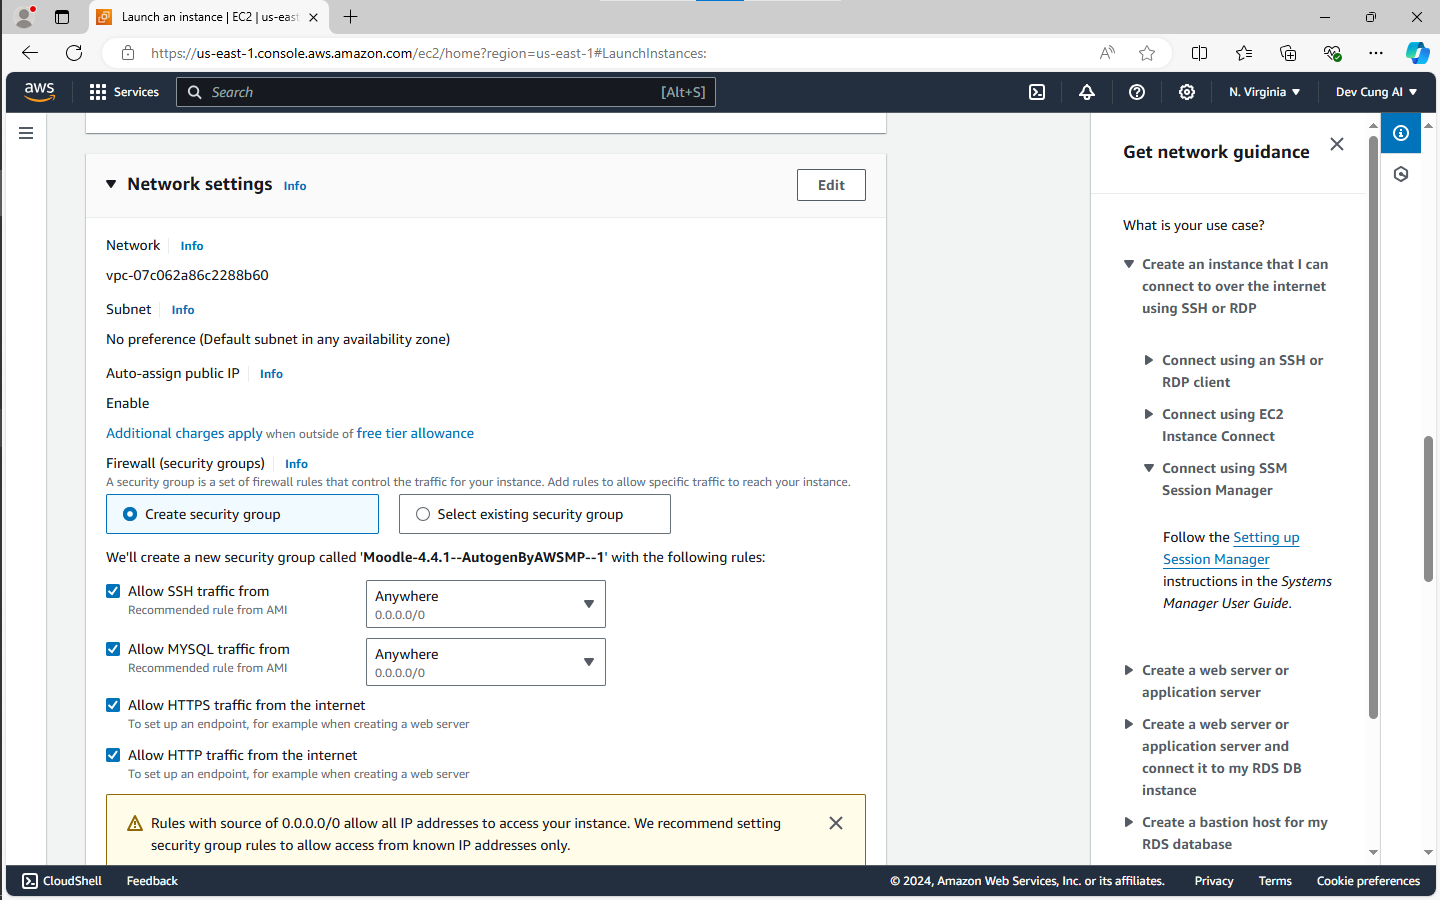 Launch an instance | EC2 | us-east
https://us-east-1.console.aws.amazon.com/ec2/home?region=us-east-1#LaunchInstances:
aws
Services
Search
[Alt+S]
N. Virginia
Dev Cung AI
Network settings
Info
Edit
Network
Info
vpc-07c062a86c2288b60
Subnet
Info
No preference (Default subnet in any availability zone)
Auto-assign public IP
Info
Enable
Additional charges apply when outside of free tier allowance
Firewall (security groups)
Info
A security group is a set of firewall rules that control the traffic for your instance. Add rules to allow specific traffic to reach your instance.
Create security group
Select existing security group
We'll create a new security group called 'Moodle-4.4.1--AutogenByAWSMP--1' with the following rules:
Allow SSH traffic from
Recommended rule from AMI
Anywhere
0.0.0.0/0
Allow MYSQL traffic from
Recommended rule from AMI
Anywhere
0.0.0.0/0
Allow HTTPS traffic from the internet
To set up an endpoint, for example when creating a web server
Allow HTTP traffic from the internet
To set up an endpoint, for example when creating a web server
Rules with source of 0.0.0.0/0 allow all IP addresses to access your instance. We recommend setting
security group rules to allow access from known IP addresses only.
Get network guidance
What is your use case?
Create an instance that I can
connect to over the internet
using SSH or RDP
Connect using an SSH or
RDP client
Connect using EC2
Instance Connect
Connect using SSM
Session Manager
Follow the Setting up
Session Manager
instructions in the Systems
Manager User Guide.
Create a web server or
application server
Create a web server or
application server and
connect it to my RDS DB
instance
Create a bastion host for my
RDS database
CloudShell
Feedback
© 2024, Amazon Web Services, Inc. or its affiliates.
Privacy
Terms
Cookie preferences